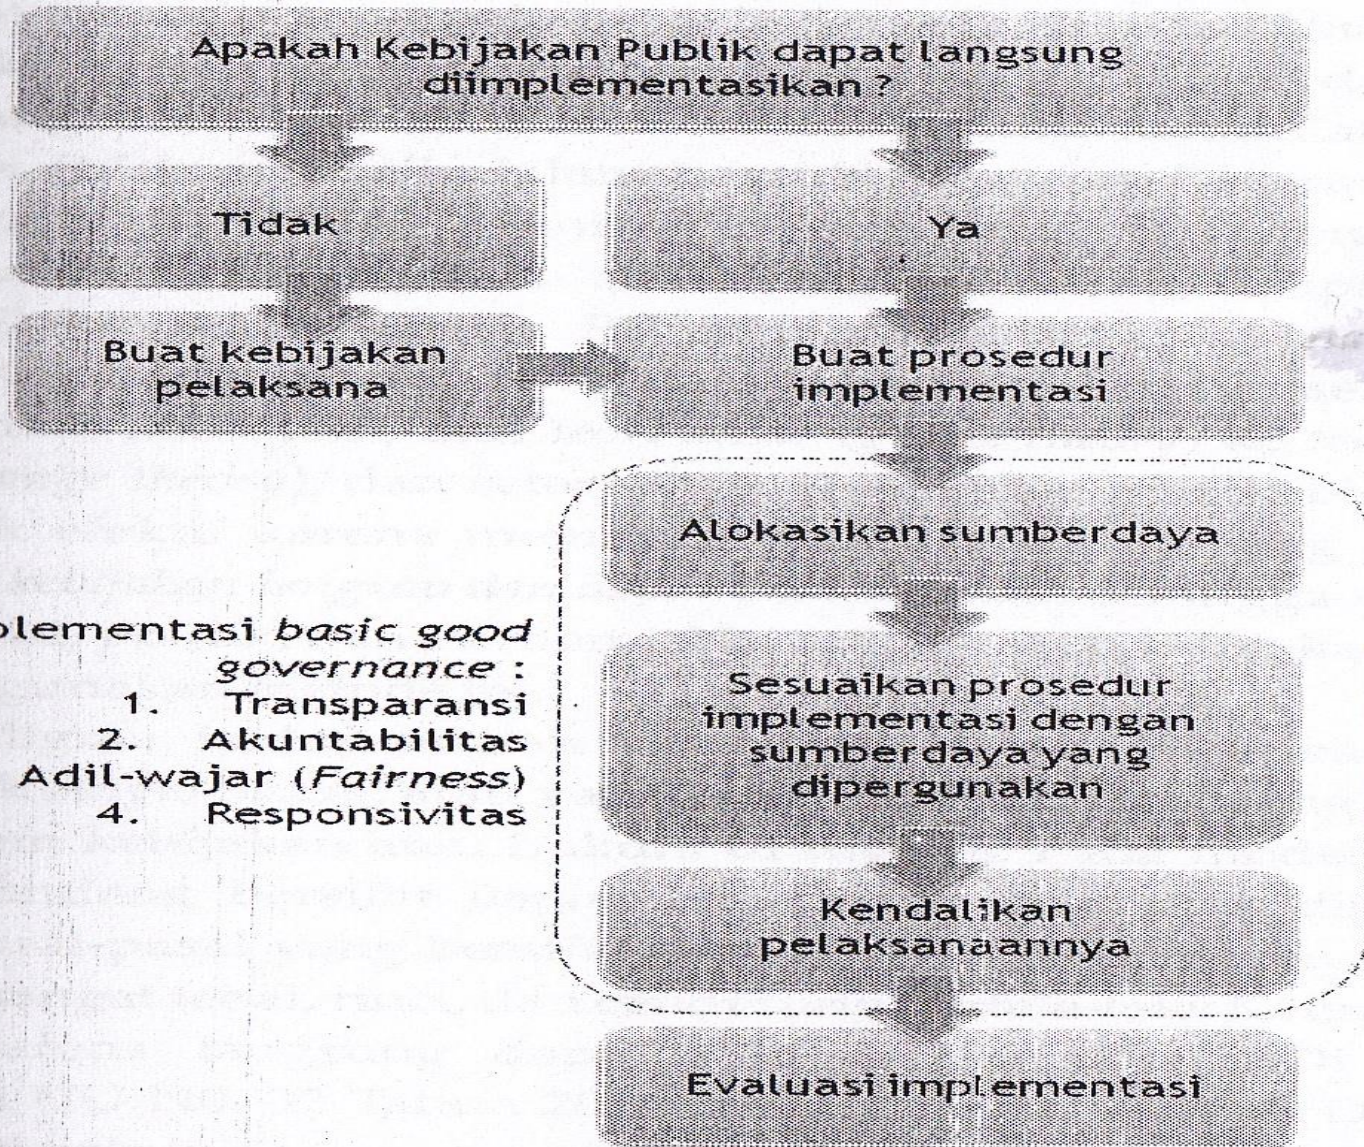 Apakah Kebijakan Publik dapat langsung
diimplementasikan ?
Tidak
Ya
Buat kebijakan
pelaksana
Buat prosedur
implementasi
Alokasikan sumberdaya
plementasi basic good
governance :
1. Transparansi
2. Akuntabilitas
Adil-wajar (Fairness)
4. Responsivitas
Sesuaikan prosedur
implementasi dengan
sumberdaya yang
dipergunakan
Kendalikan
pelaksanaannya
Evaluasi implementasi